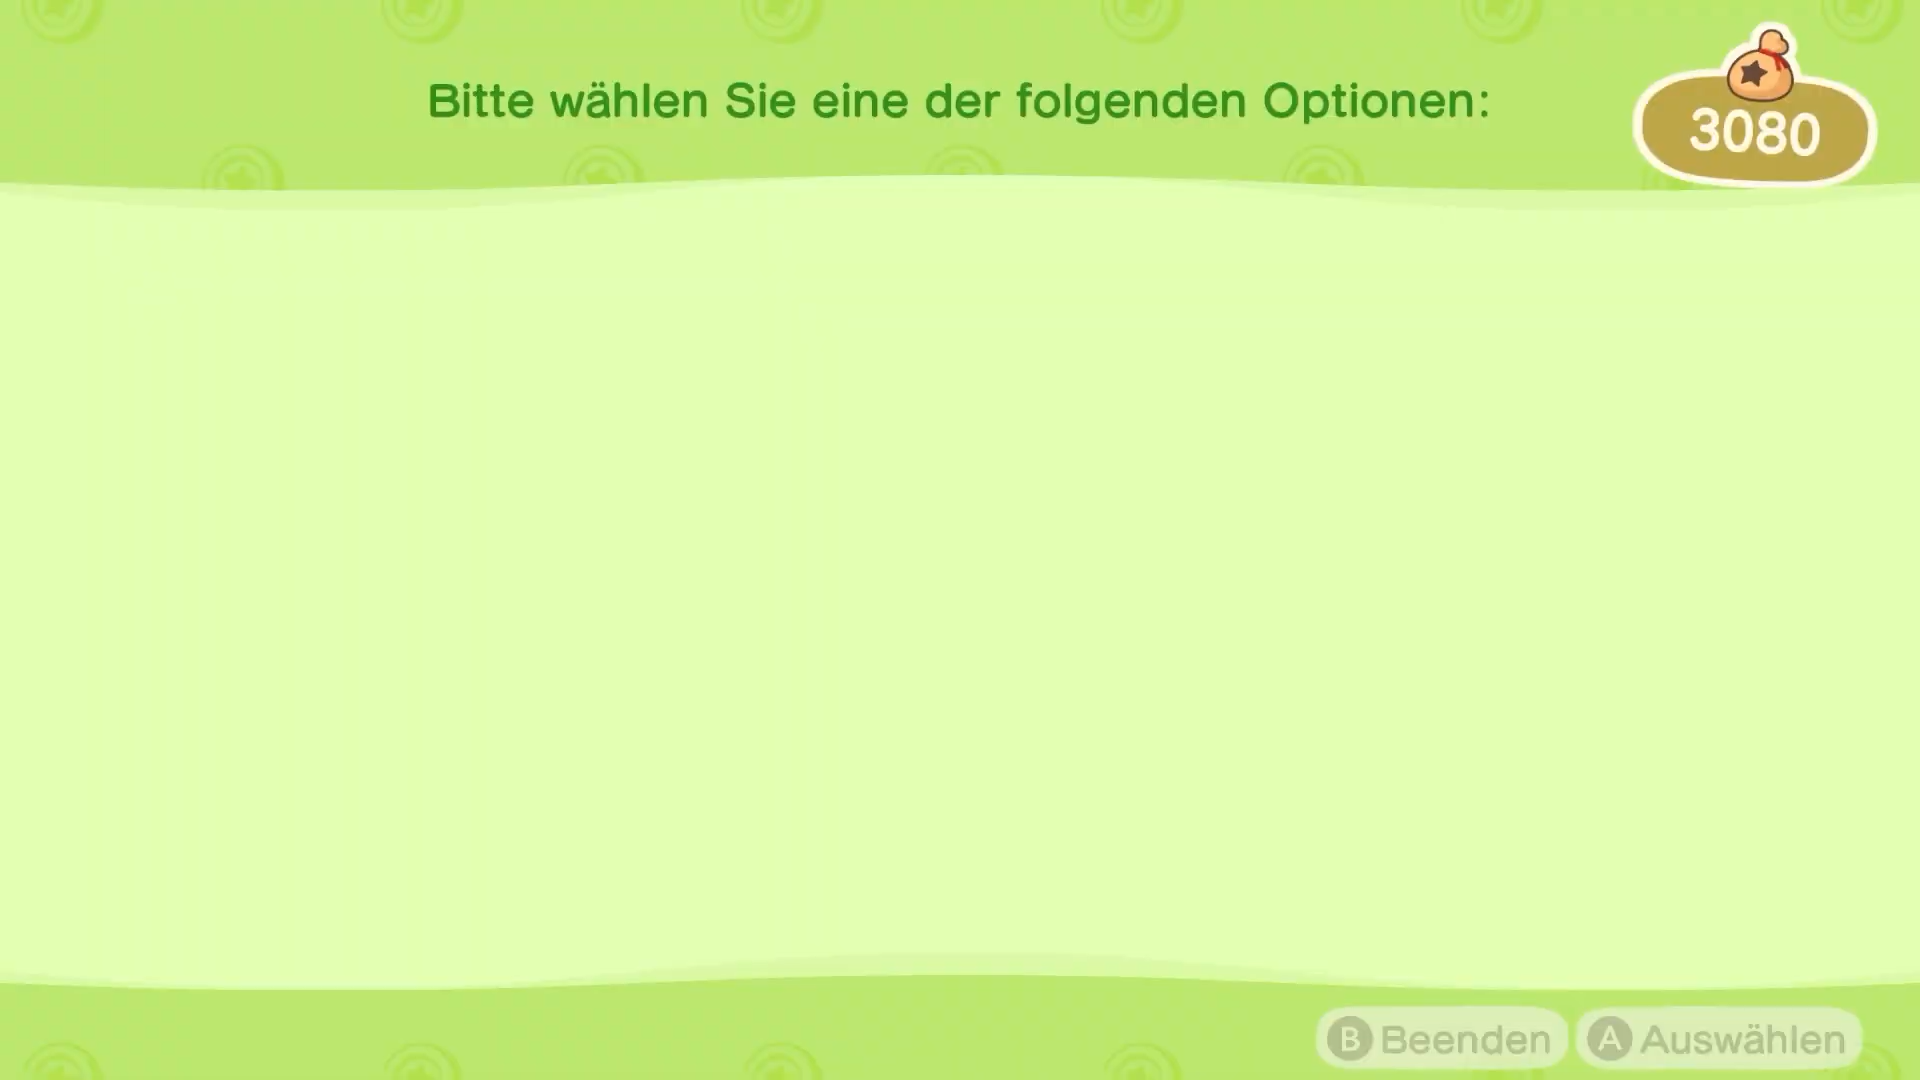 Bitte wählen Sie eine der folgenden Optionen:
3080
B Beenden
A Auswählen